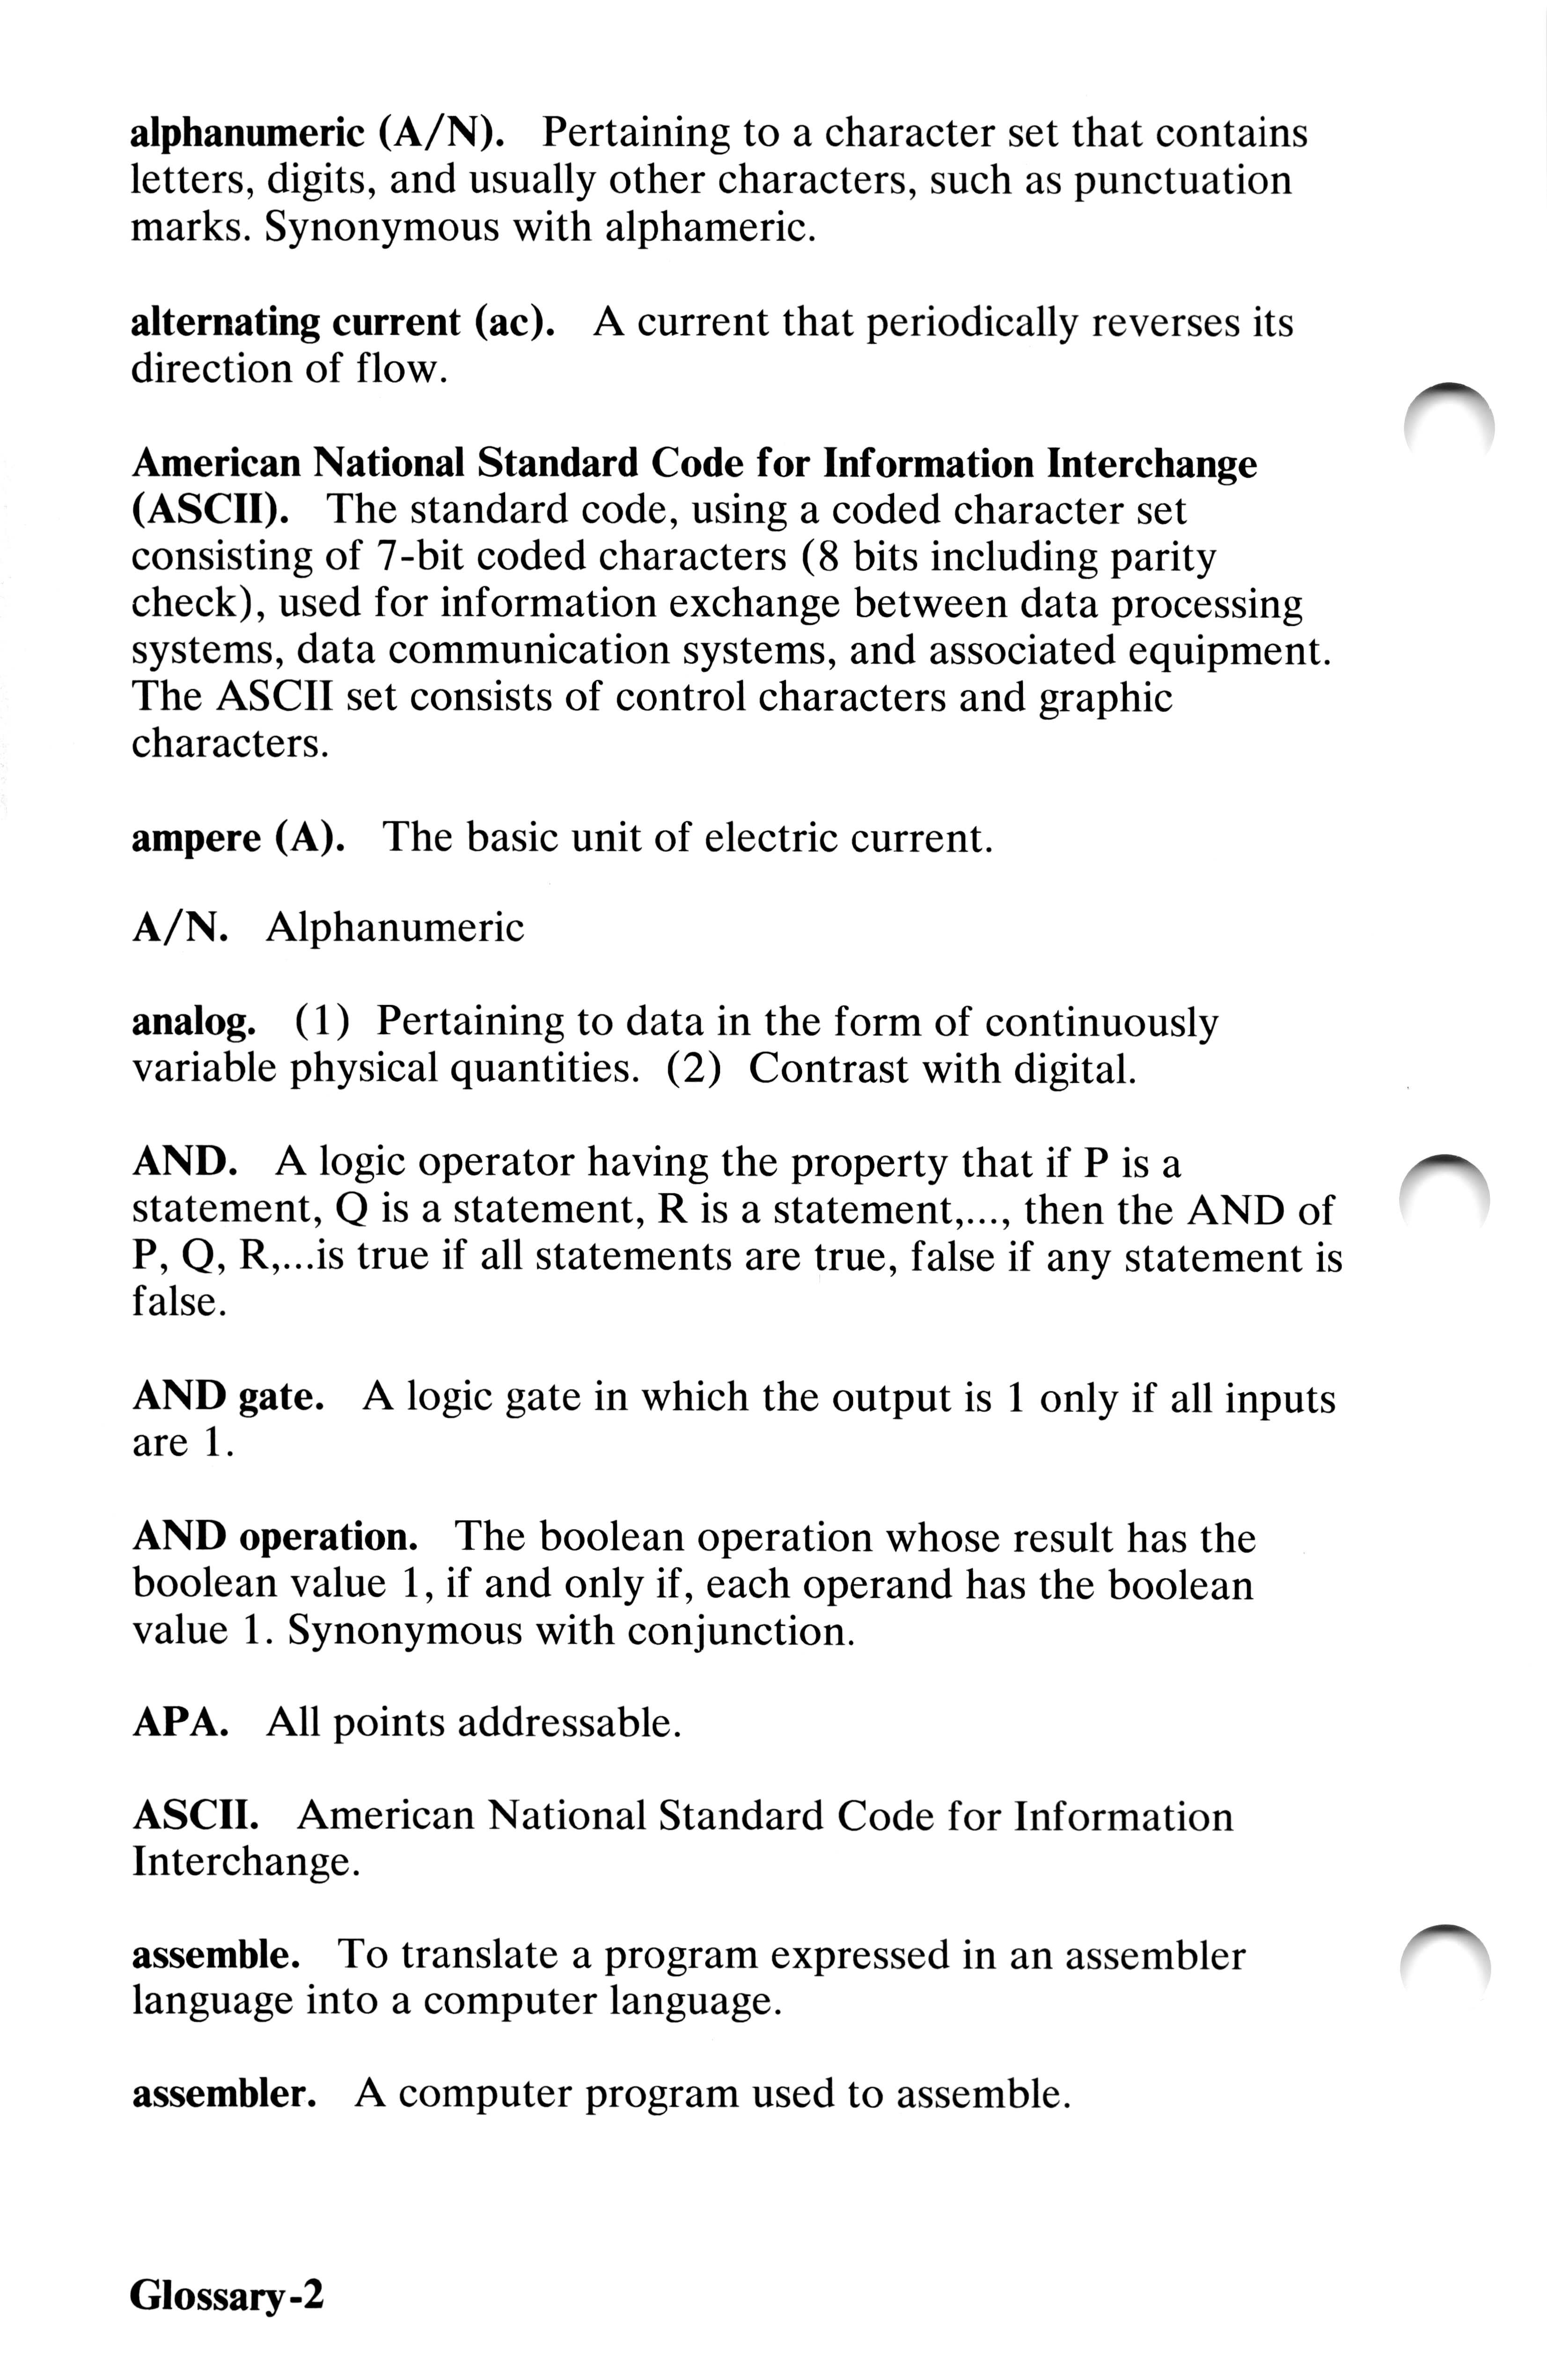 alphanumeric (A/N). Pertaining to a character set that contains
letters, digits, and usually other characters, such as punctuation
marks. Synonymous with alphameric.
alternating current (ac). A current that periodically reverses its
direction of flow.
American National Standard Code for Information Interchange
(ASCII). The standard code, using a coded character set
consisting of 7-bit coded characters (8 bits including parity
check), used for information exchange between data processing
systems, data communication systems, and associated equipment.
The ASCII set consists of control characters and graphic
characters.
ampere (A). The basic unit of electric current.
A/N. Alphanumeric
analog. (1) Pertaining to data in the form of continuously
variable physical quantities. (2) Contrast with digital.
AND. A logic operator having the property that if P is a
statement, Q is a statement, R is a statement,..., then the AND of
P, Q, R,...is true if all statements are true, false if any statement is
false.
AND gate. A logic gate in which the output is 1 only if all inputs
are 1.
AND operation. The boolean operation whose result has the
boolean value 1, if and only if, each operand has the boolean
value 1. Synonymous with conjunction.
APA. All points addressable.
ASCII. American National Standard Code for Information
Interchange.
assemble. To translate a program expressed in an assembler
language into a computer language.
assembler. A computer program used to assemble.
Glossary-2